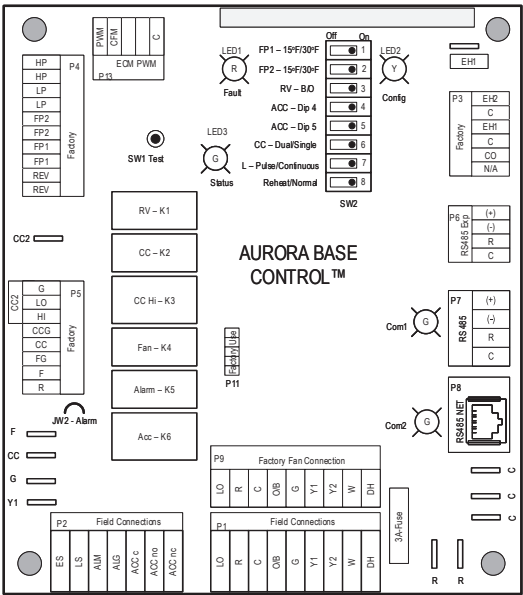 PWM
CFM
C
ECM PWM
P13
Off
On
LED1
R
Fault
FP1 – 15°F/30°F
1
FP2 – 15°F/30°F
2
RV – B/O
3
ACC – Dip 4
4
ACC – Dip 5
5
CC – Dual/Single
6
L – Pulse/Continuous
7
Reheat/Normal
8
SW2
LED2
Y
Config
EH1
P4
HP
HP
LP
LP
FP2
FP2
FP1
FP1
REV
REV
Factory
SW1 Test
LED3
G
Status
P3
EH2
C
EH1
C
CO
N/A
Factory
RV – K1
CC – K2
CC Hi – K3
Fan – K4
Alarm – K5
Acc – K6
AURORA BASE
CONTROL™
P6
RS485 Exp
(+)
(-)
R
C
CC2
CC2
P5
G
LO
HI
CCG
CC
FG
F
R
Factory
JW2 - Alarm
Factory Use
P11
Com1
G
P7
RS485
(+)
(-)
R
C
Com2
G
P8
RS485 NET
F
CC
G
Y1
P9
Factory Fan Connection
LO
R
C
O/B
G
Y1
Y2
W
DH
P2
Field Connections
ES
LS
ALM
ALG
ACC c
ACC no
ACC nc
P1
Field Connections
LO
R
C
O/B
G
Y1
Y2
W
DH
3A-Fuse
C
C
C
R
R